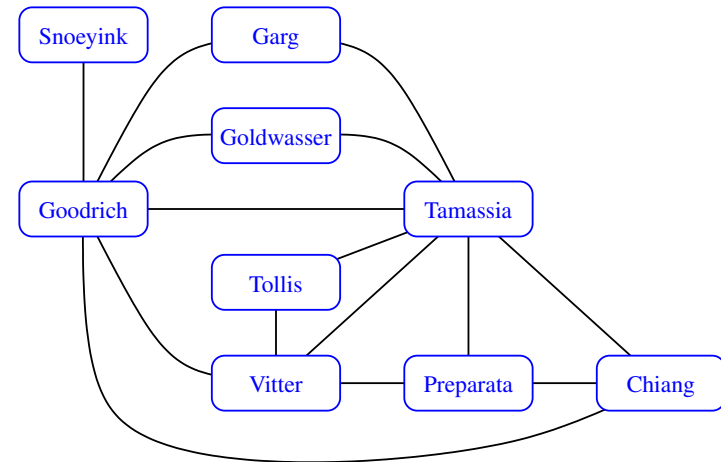 Snoeyink
Garg
Goldwasser
Goodrich
Tamassia
Tollis
Vitter
Preparata
Chiang